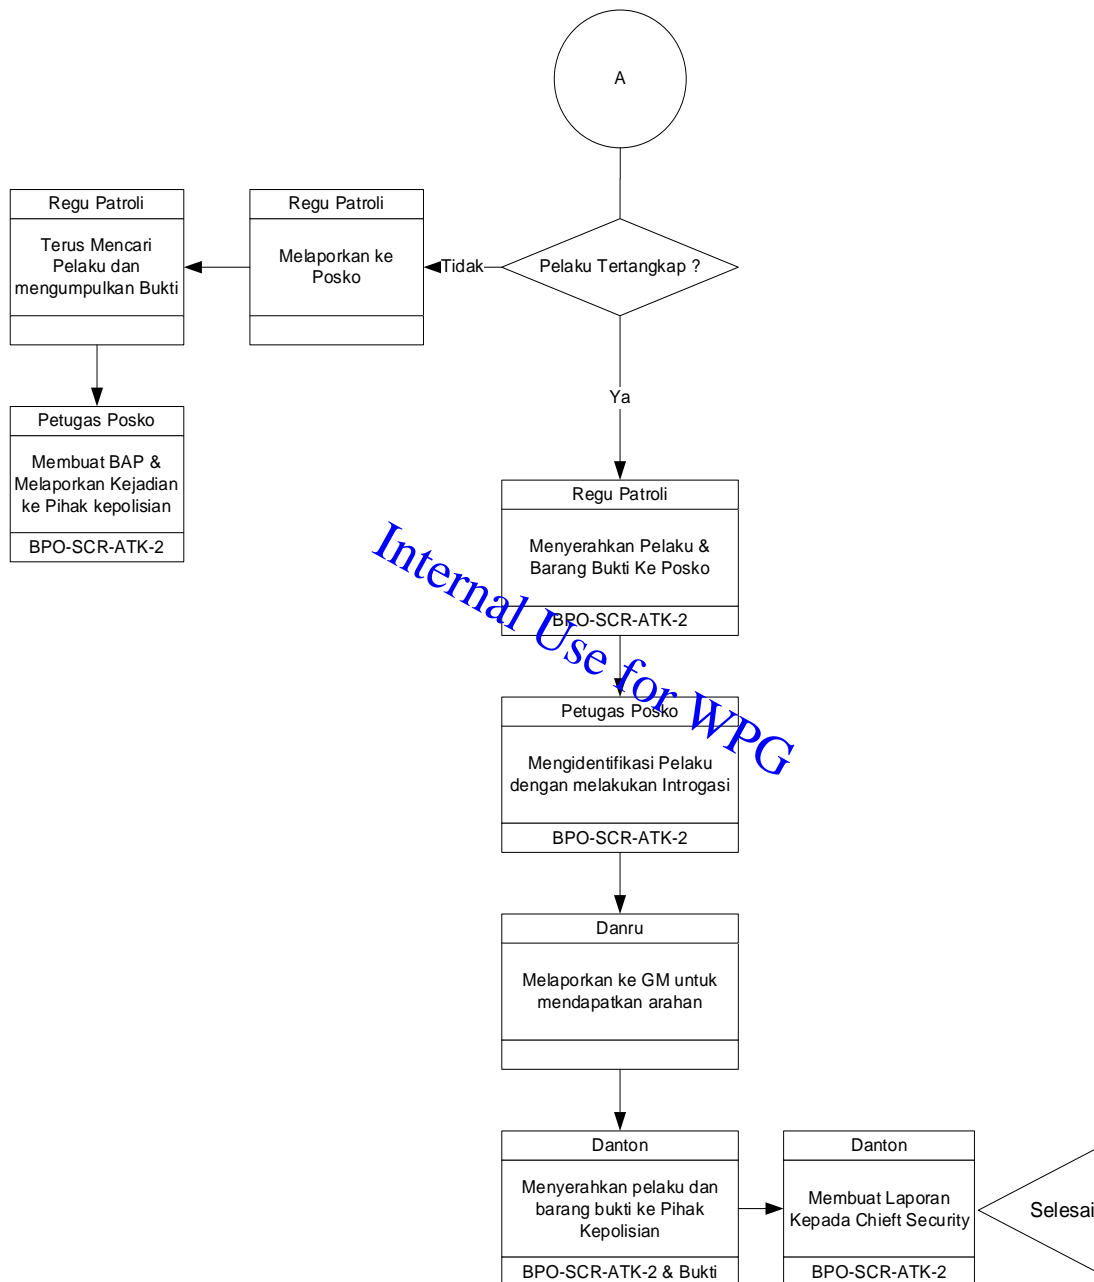 A
Pelaku Tertangkap ?
Tidak
Regu Patroli
Melaporkan ke
Posko
Regu Patroli
Terus Mencari
Pelaku dan
mengumpulkan Bukti
Petugas Posko
Membuat BAP &
Melaporkan Kejadian
ke Pihak kepolisian
BPO-SCR-ATK-2
Ya
Regu Patroli
Menyerahkan Pelaku &
Barang Bukti Ke Posko
BPO-SCR-ATK-2
Internal Use for WPG
Petugas Posko
Mengidentifikasi Pelaku
dengan melakukan Introgasi
BPO-SCR-ATK-2
Danru
Melaporkan ke GM untuk
mendapatkan arahan
Danton
Menyerahkan pelaku dan
barang bukti ke Pihak
Kepolisian
BPO-SCR-ATK-2 & Bukti
Danton
Membuat Laporan
Kepada Chieft Security
BPO-SCR-ATK-2
Selesai